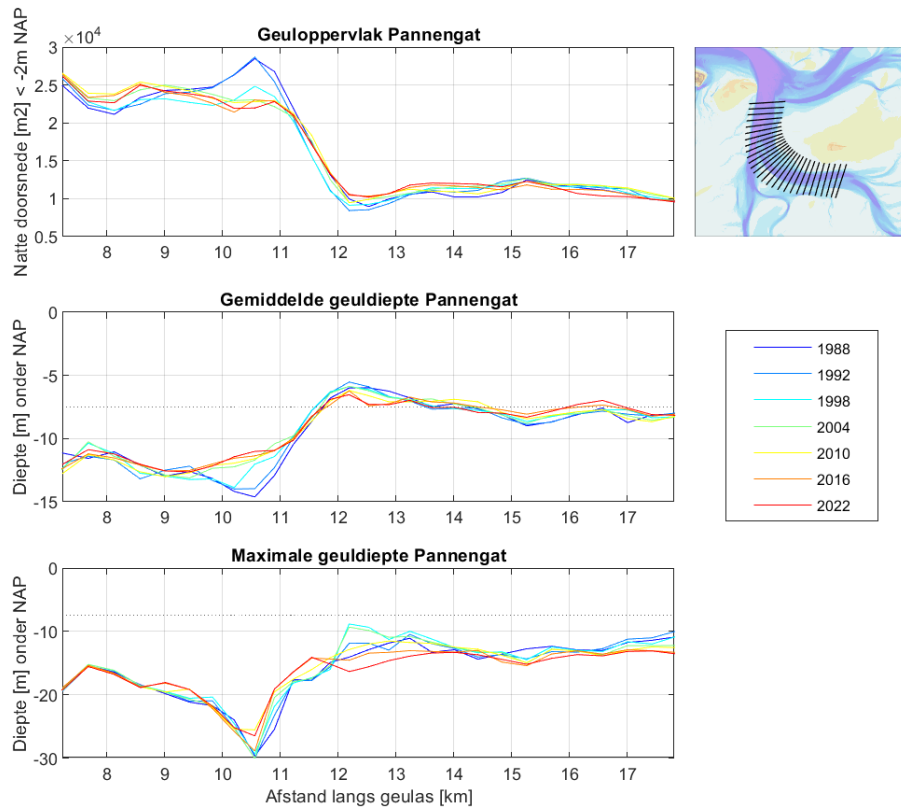 Geuloppervlak Pannengat
×10⁴
Natte doorsnede [m2] < -2m NAP
3
2.5
2
1.5
1
0.5
8 9 10 11 12 13 14 15 16 17
Gemiddelde geuldiepte Pannengat
Diepte [m] onder NAP
0
-5
-10
-15
8 9 10 11 12 13 14 15 16 17
1988
1992
1998
2004
2010
2016
2022
Maximale geuldiepte Pannengat
Diepte [m] onder NAP
0
-10
-20
-30
8 9 10 11 12 13 14 15 16 17
Afstand langs geulas [km]